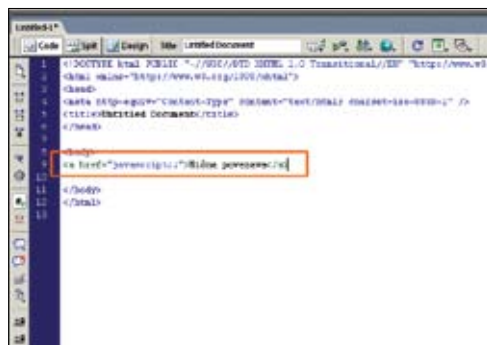 Untitled-1*
Code Split Design Title Untitled Document
1 <!DOCTYPE html PUBLIC "-//W3C//DTD XHTML 1.0 Transitional//EN" "http://www.w3
2 <html xmlns="http://www.w3.org/1999/xhtml">
3 <head>
4 <meta http-equiv="Content-Type" content="text/html; charset=iso-8859-1" />
5 <title>Untitled Document</title>
6 </head>
7
8 <body>
9 <a href="javascript:;">
10
11 </body>
12 </html>
13